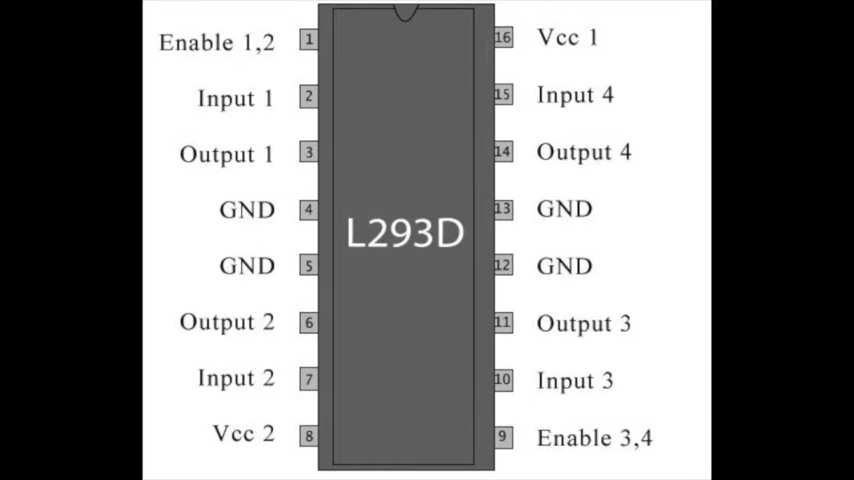 Enable 1,2 1 16 Vcc 1
Input 1 2 15 Input 4
Output 1 3 14 Output 4
GND 4 13 GND
L293D
GND 5 12 GND
Output 2 6 11 Output 3
Input 2 7 10 Input 3
Vcc 2 8 9 Enable 3,4